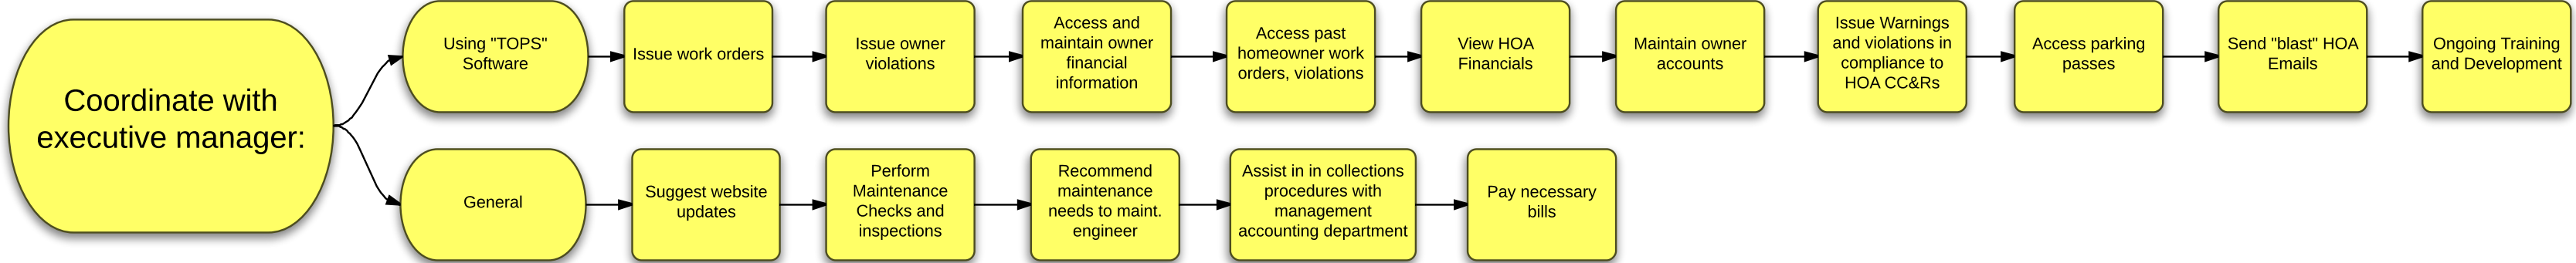 Coordinate with
executive manager:
Using "TOPS"
Software
Issue work orders
Issue owner
violations
Access and
maintain owner
financial
information
Access past
homeowner work
orders, violations
View HOA
Financials
Maintain owner
accounts
Issue Warnings
and violations in
compliance to
HOA CC&Rs
Access parking
passes
Send "blast" HOA
Emails
Ongoing Training
and Development
General
Suggest website
updates
Perform
Maintenance
Checks and
inspections
Recommend
maintenance
needs to maint.
engineer
Assist in in collections
procedures with
management
accounting department
Pay necessary
bills